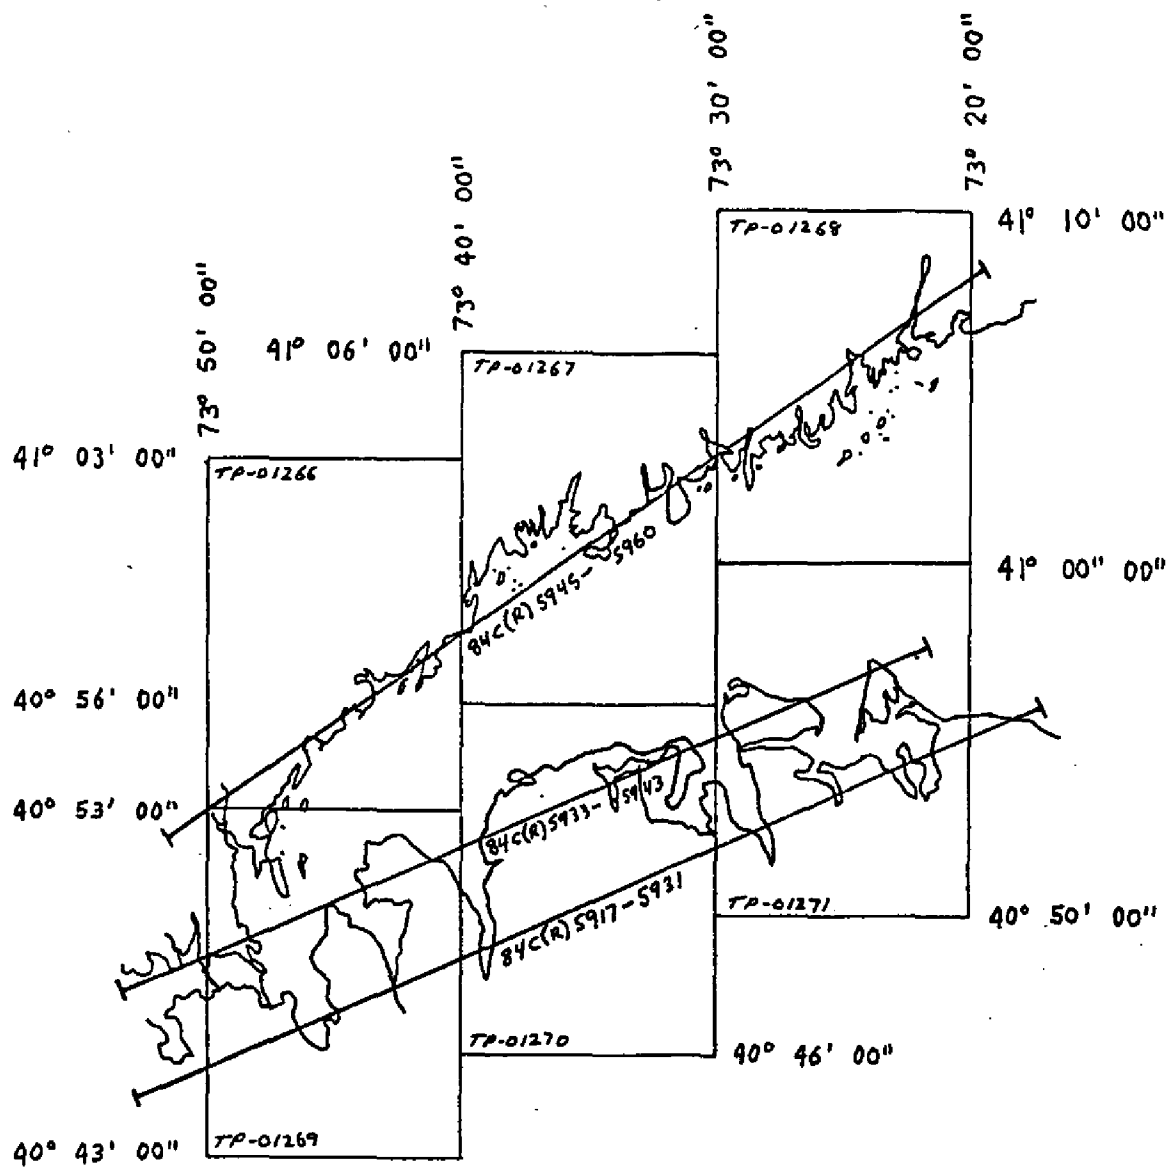 73° 30' 00"
73° 20' 00"
73° 40' 00"
TP-01268
41° 10' 00"
73° 50' 00"
41° 06' 00"
TP-01267
41° 03' 00"
TP-01266
84C(R) 5945- 5960
41° 00" 00"
40° 56' 00"
40° 53' 00"
84C(R) 5933- 5943
84C(R) 5917-5931
TP-01271
40° 50' 00"
TP-01270
40° 46' 00"
TP-01269
40° 43' 00"